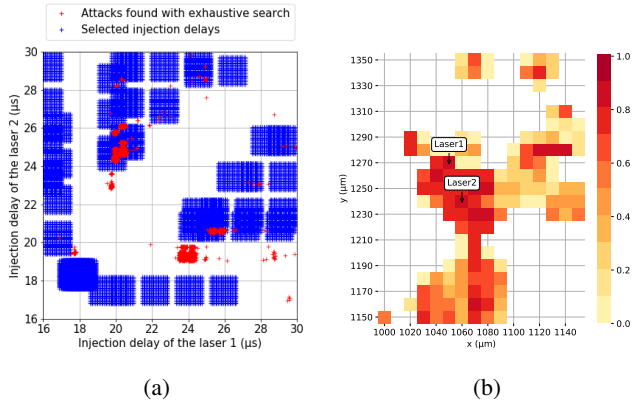 Attacks found with exhaustive search
Selected injection delays
30
28
26
24
22
20
18
16
16 18 20 22 24 26 28 30
Injection delay of the laser 2 (µs)
Injection delay of the laser 1 (µs)
(a)
1350
1330
1310
1290
1270
1250
1230
1210
1190
1170
1150
y (µm)
Laser1
Laser2
1000 1020 1040 1060 1080 1100 1120 1140
x (µm)
1.0
0.8
0.6
0.4
0.2
0.0
(b)